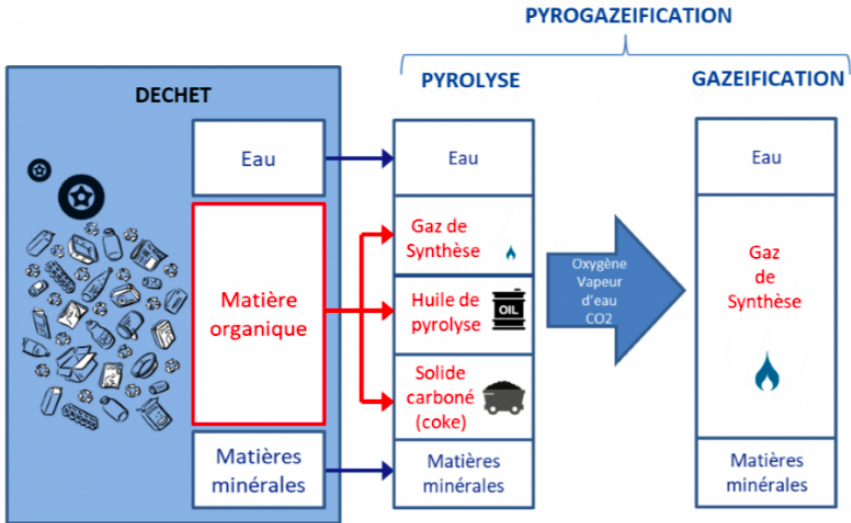 PYROGAZEIFICATION
DECHET
PYROLYSE
GAZEIFICATION
Eau
Matière
organique
Matières
minérales
Eau
Gaz de
Synthèse
Huile de
pyrolyse
OIL
Solide
carboné
(coke)
Matières
minérales
Oxygène
Vapeur
d'eau
CO2
Eau
Gaz
de
Synthèse
Matières
minérales